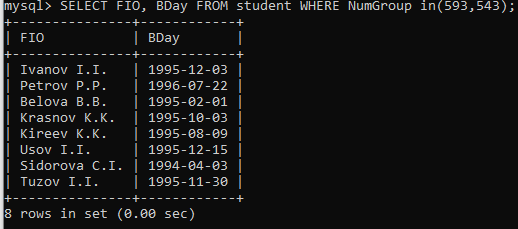 mysql> SELECT FIO, BDay FROM student WHERE NumGroup in(593,543);
+---------------+------------+
| FIO           | BDay       |
+---------------+------------+
| Ivanov I.I.   | 1995-12-03 |
| Petrov P.P.   | 1996-07-22 |
| Belova B.B.   | 1995-02-01 |
| Krasnov K.K.  | 1995-10-03 |
| Kireev K.K.   | 1995-08-09 |
| Usov I.I.     | 1995-12-15 |
| Sidorova C.I. | 1994-04-03 |
| Tuzov I.I.    | 1995-11-30 |
+---------------+------------+
8 rows in set (0.00 sec)